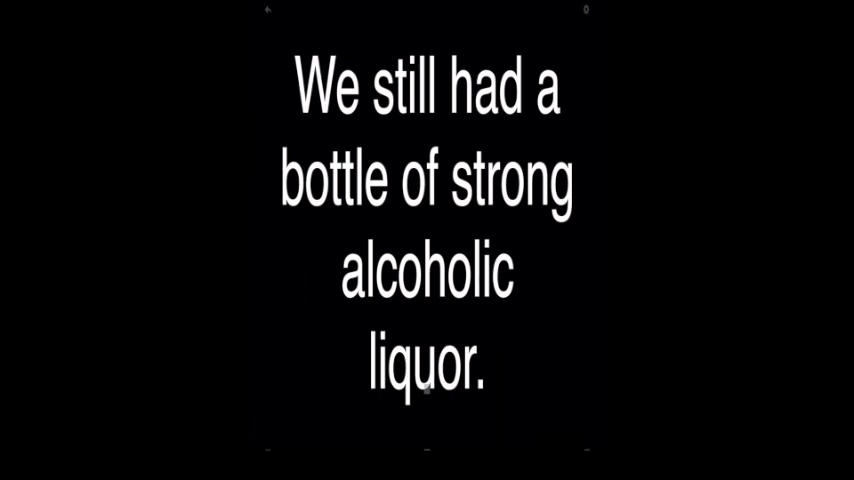 We still had a
bottle of strong
alcoholic
liquor.